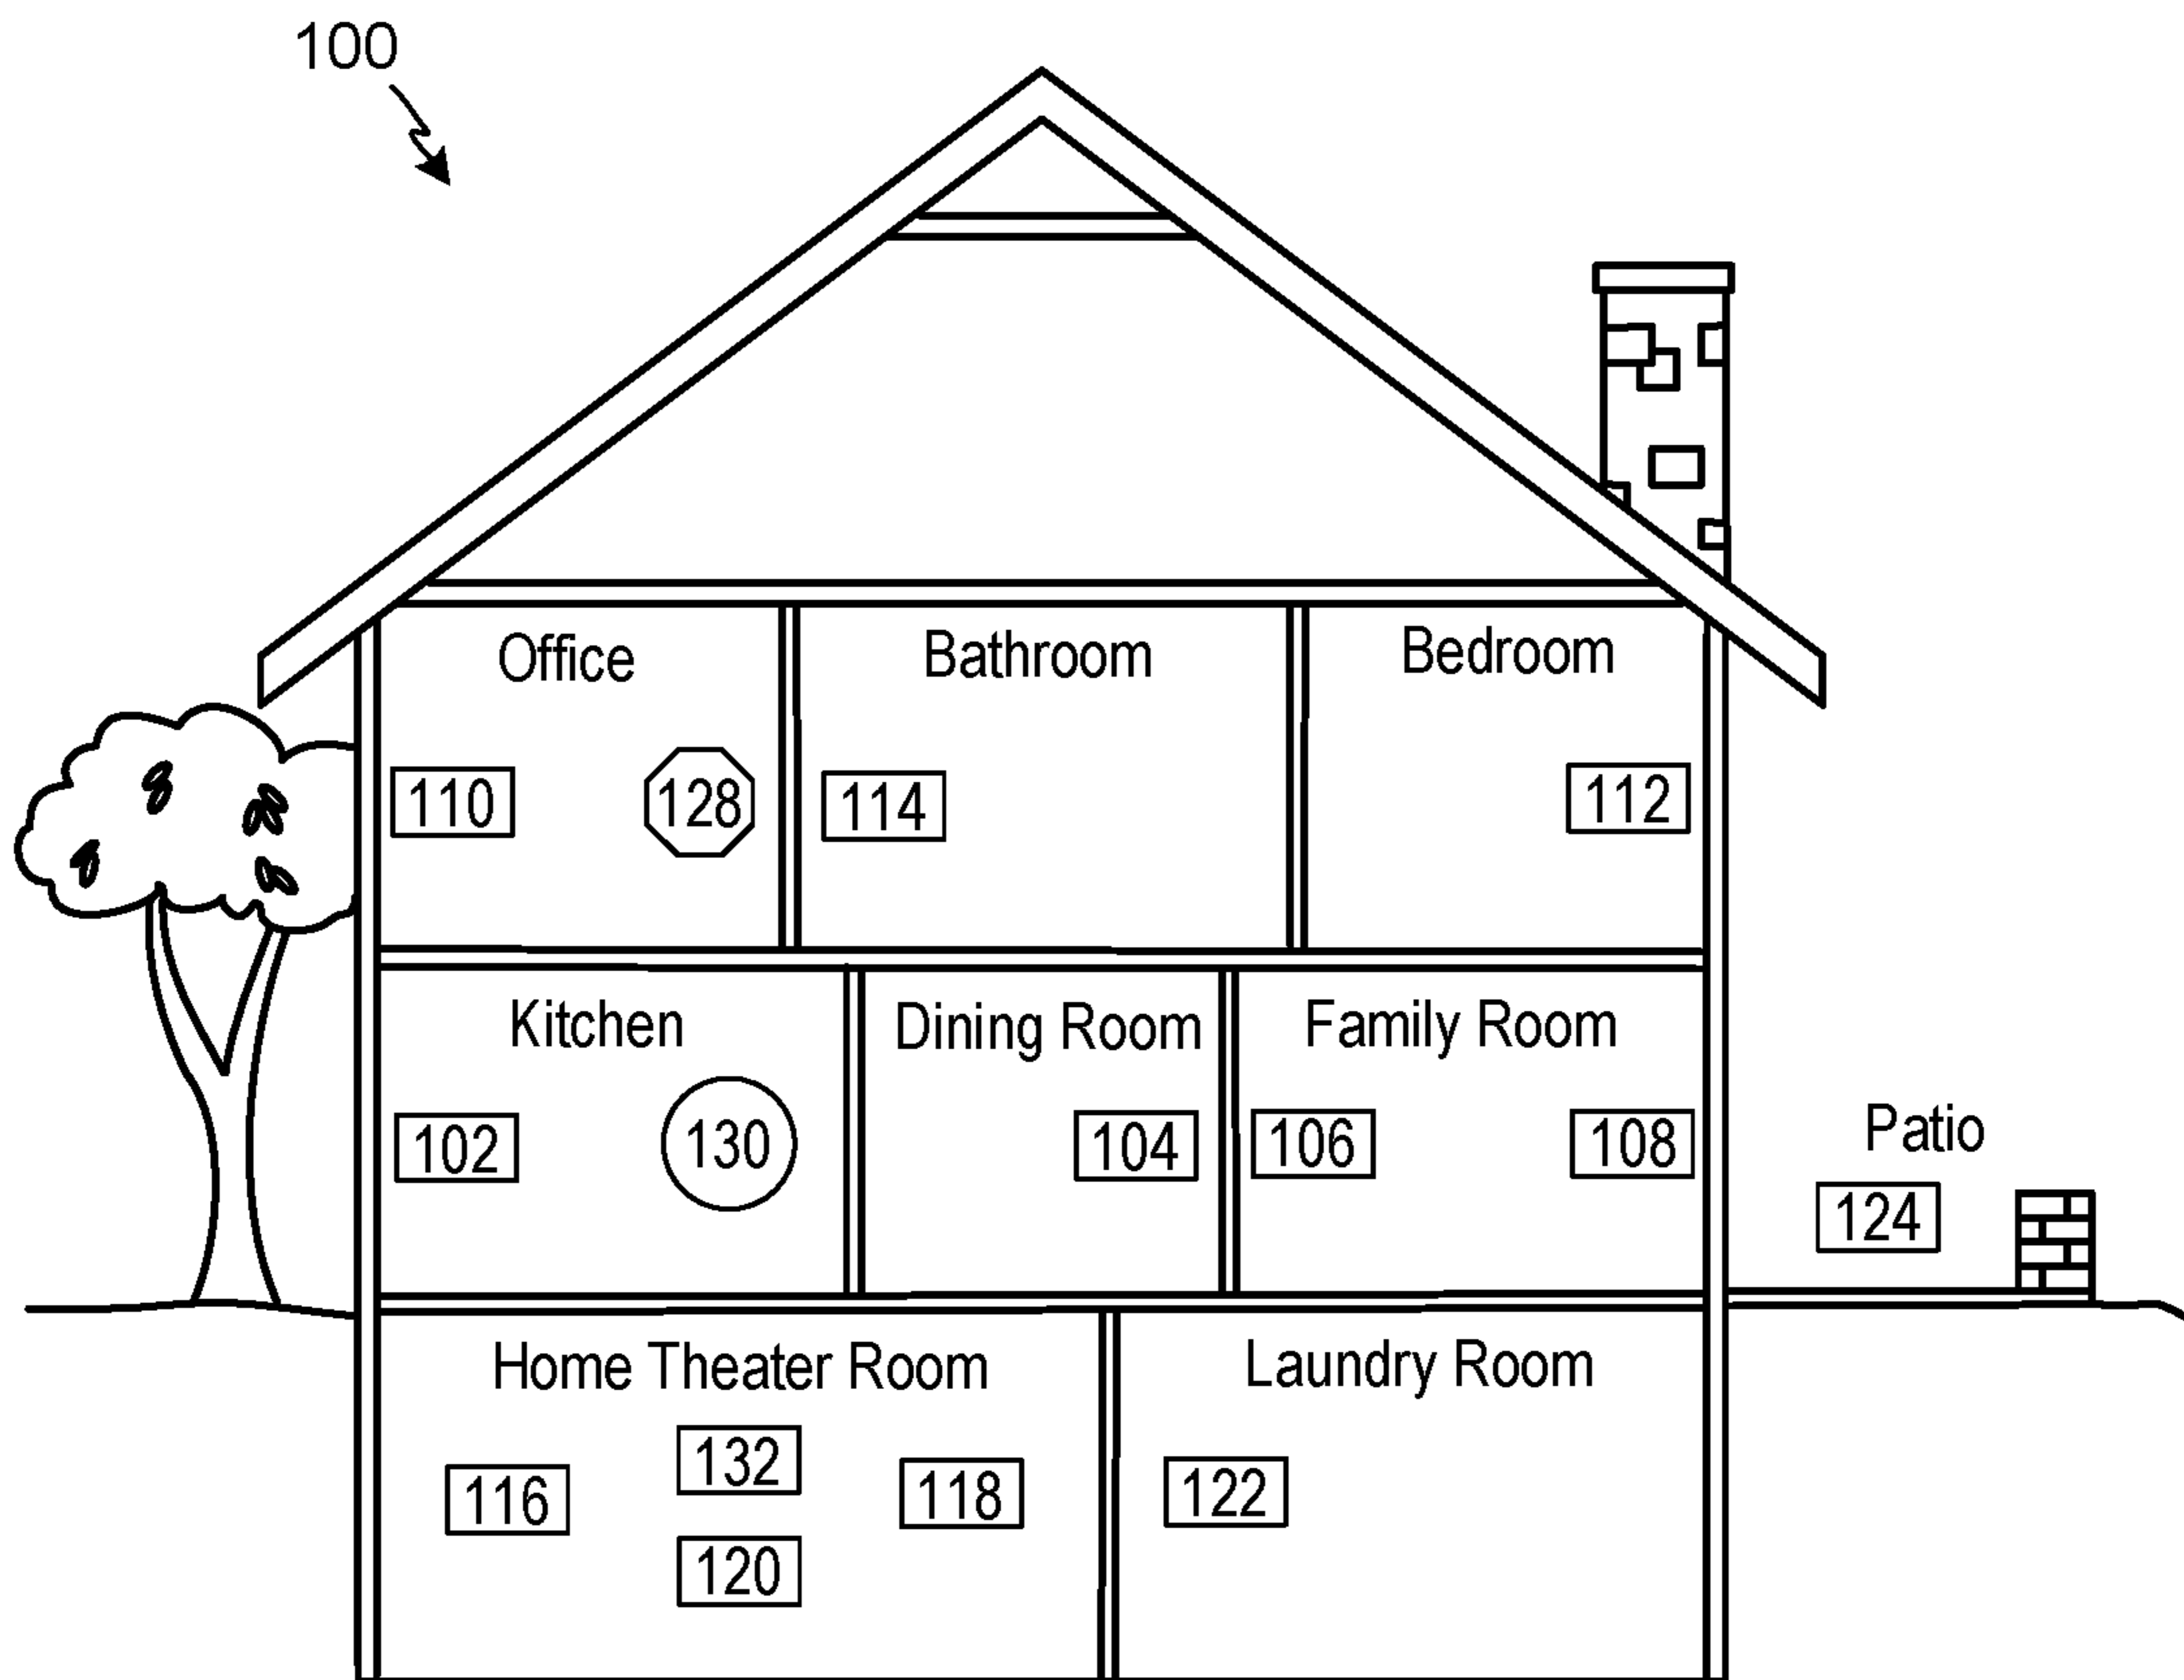 100
Office
Bathroom
Bedroom
110
128
114
112
Kitchen
Dining Room
Family Room
102
130
104
106
108
Patio
124
Home Theater Room
Laundry Room
116
132
118
120
122